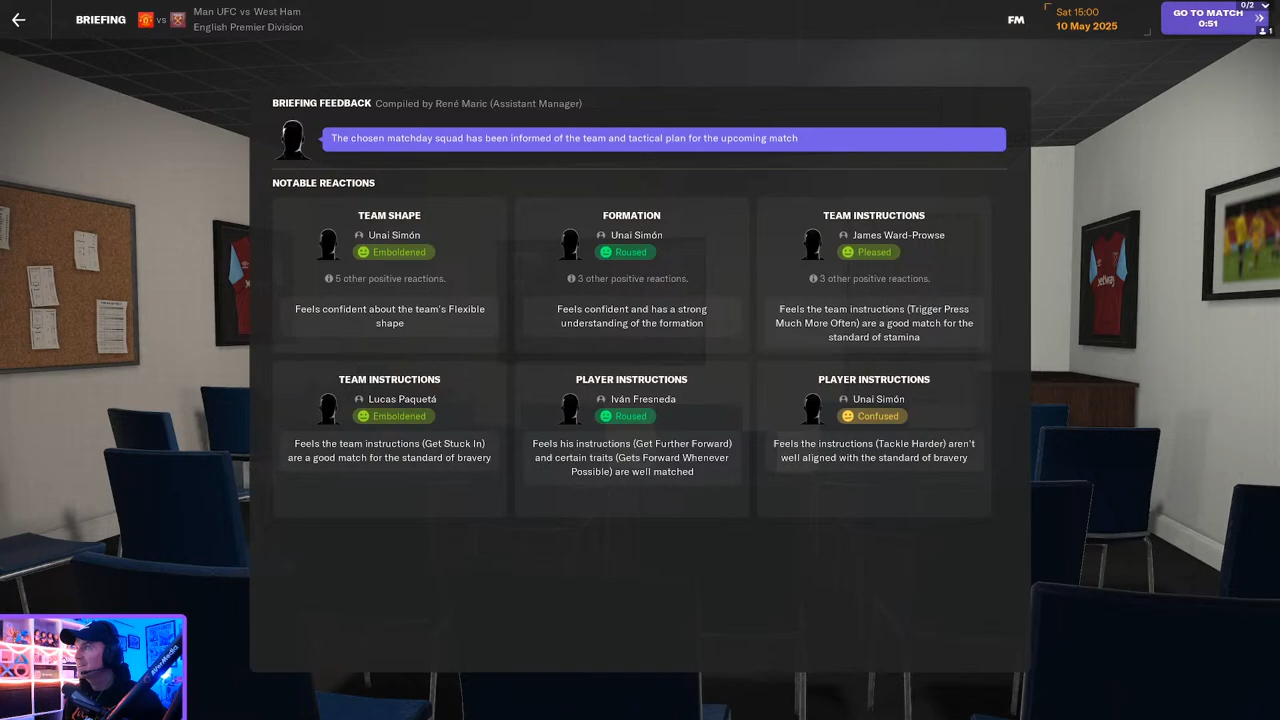 BRIEFING
vs
Man UFC vs West Ham
English Premier Division
FM
Sat 15:00
10 May 2025
GO TO MATCH
0:51
0/2
1
BRIEFING FEEDBACK Compiled by René Maric (Assistant Manager)
The chosen matchday squad has been informed of the team and tactical plan for the upcoming match
NOTABLE REACTIONS
TEAM SHAPE
Unai Simón
Emboldened
5 other positive reactions.
Feels confident about the team's Flexible
shape
FORMATION
Unai Simón
Roused
3 other positive reactions.
Feels confident and has a strong
understanding of the formation
TEAM INSTRUCTIONS
James Ward-Prowse
Pleased
3 other positive reactions.
Feels the team instructions (Trigger Press
Much More Often) are a good match for the
standard of stamina
TEAM INSTRUCTIONS
Lucas Paquetá
Emboldened
Feels the team instructions (Get Stuck In)
are a good match for the standard of bravery
PLAYER INSTRUCTIONS
Iván Fresneda
Roused
Feels his instructions (Get Further Forward)
and certain traits (Gets Forward Whenever
Possible) are well matched
PLAYER INSTRUCTIONS
Unai Simón
Confused
Feels the instructions (Tackle Harder) aren't
well aligned with the standard of bravery
betway
AVerMedia